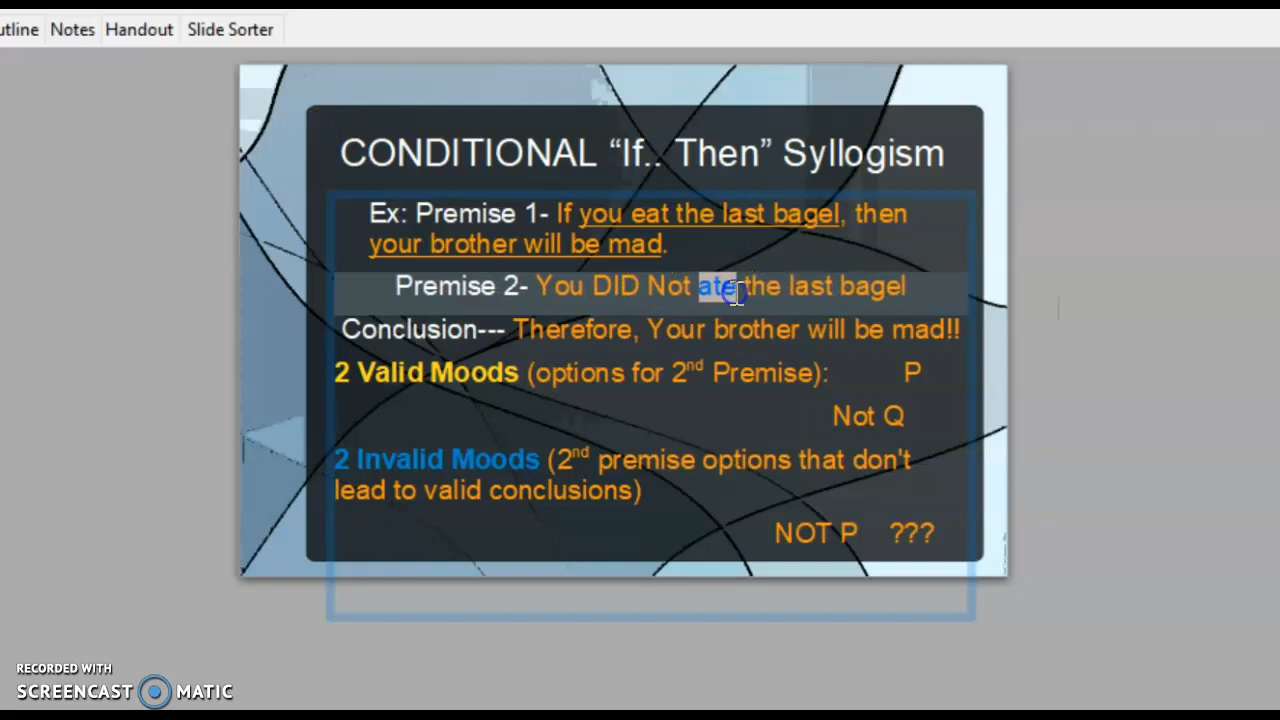 utline Notes Handout Slide Sorter
CONDITIONAL “If.. Then” Syllogism
Ex: Premise 1- If you eat the last bagel, then
your brother will be mad.
Premise 2- You DID Not ate the last bagel
Conclusion--- Therefore, Your brother will be mad!!
2 Valid Moods (options for 2nd Premise): P
Not Q
2 Invalid Moods (2nd premise options that don't
lead to valid conclusions)
NOT P ???
RECORDED WITH
SCREENCAST MATIC